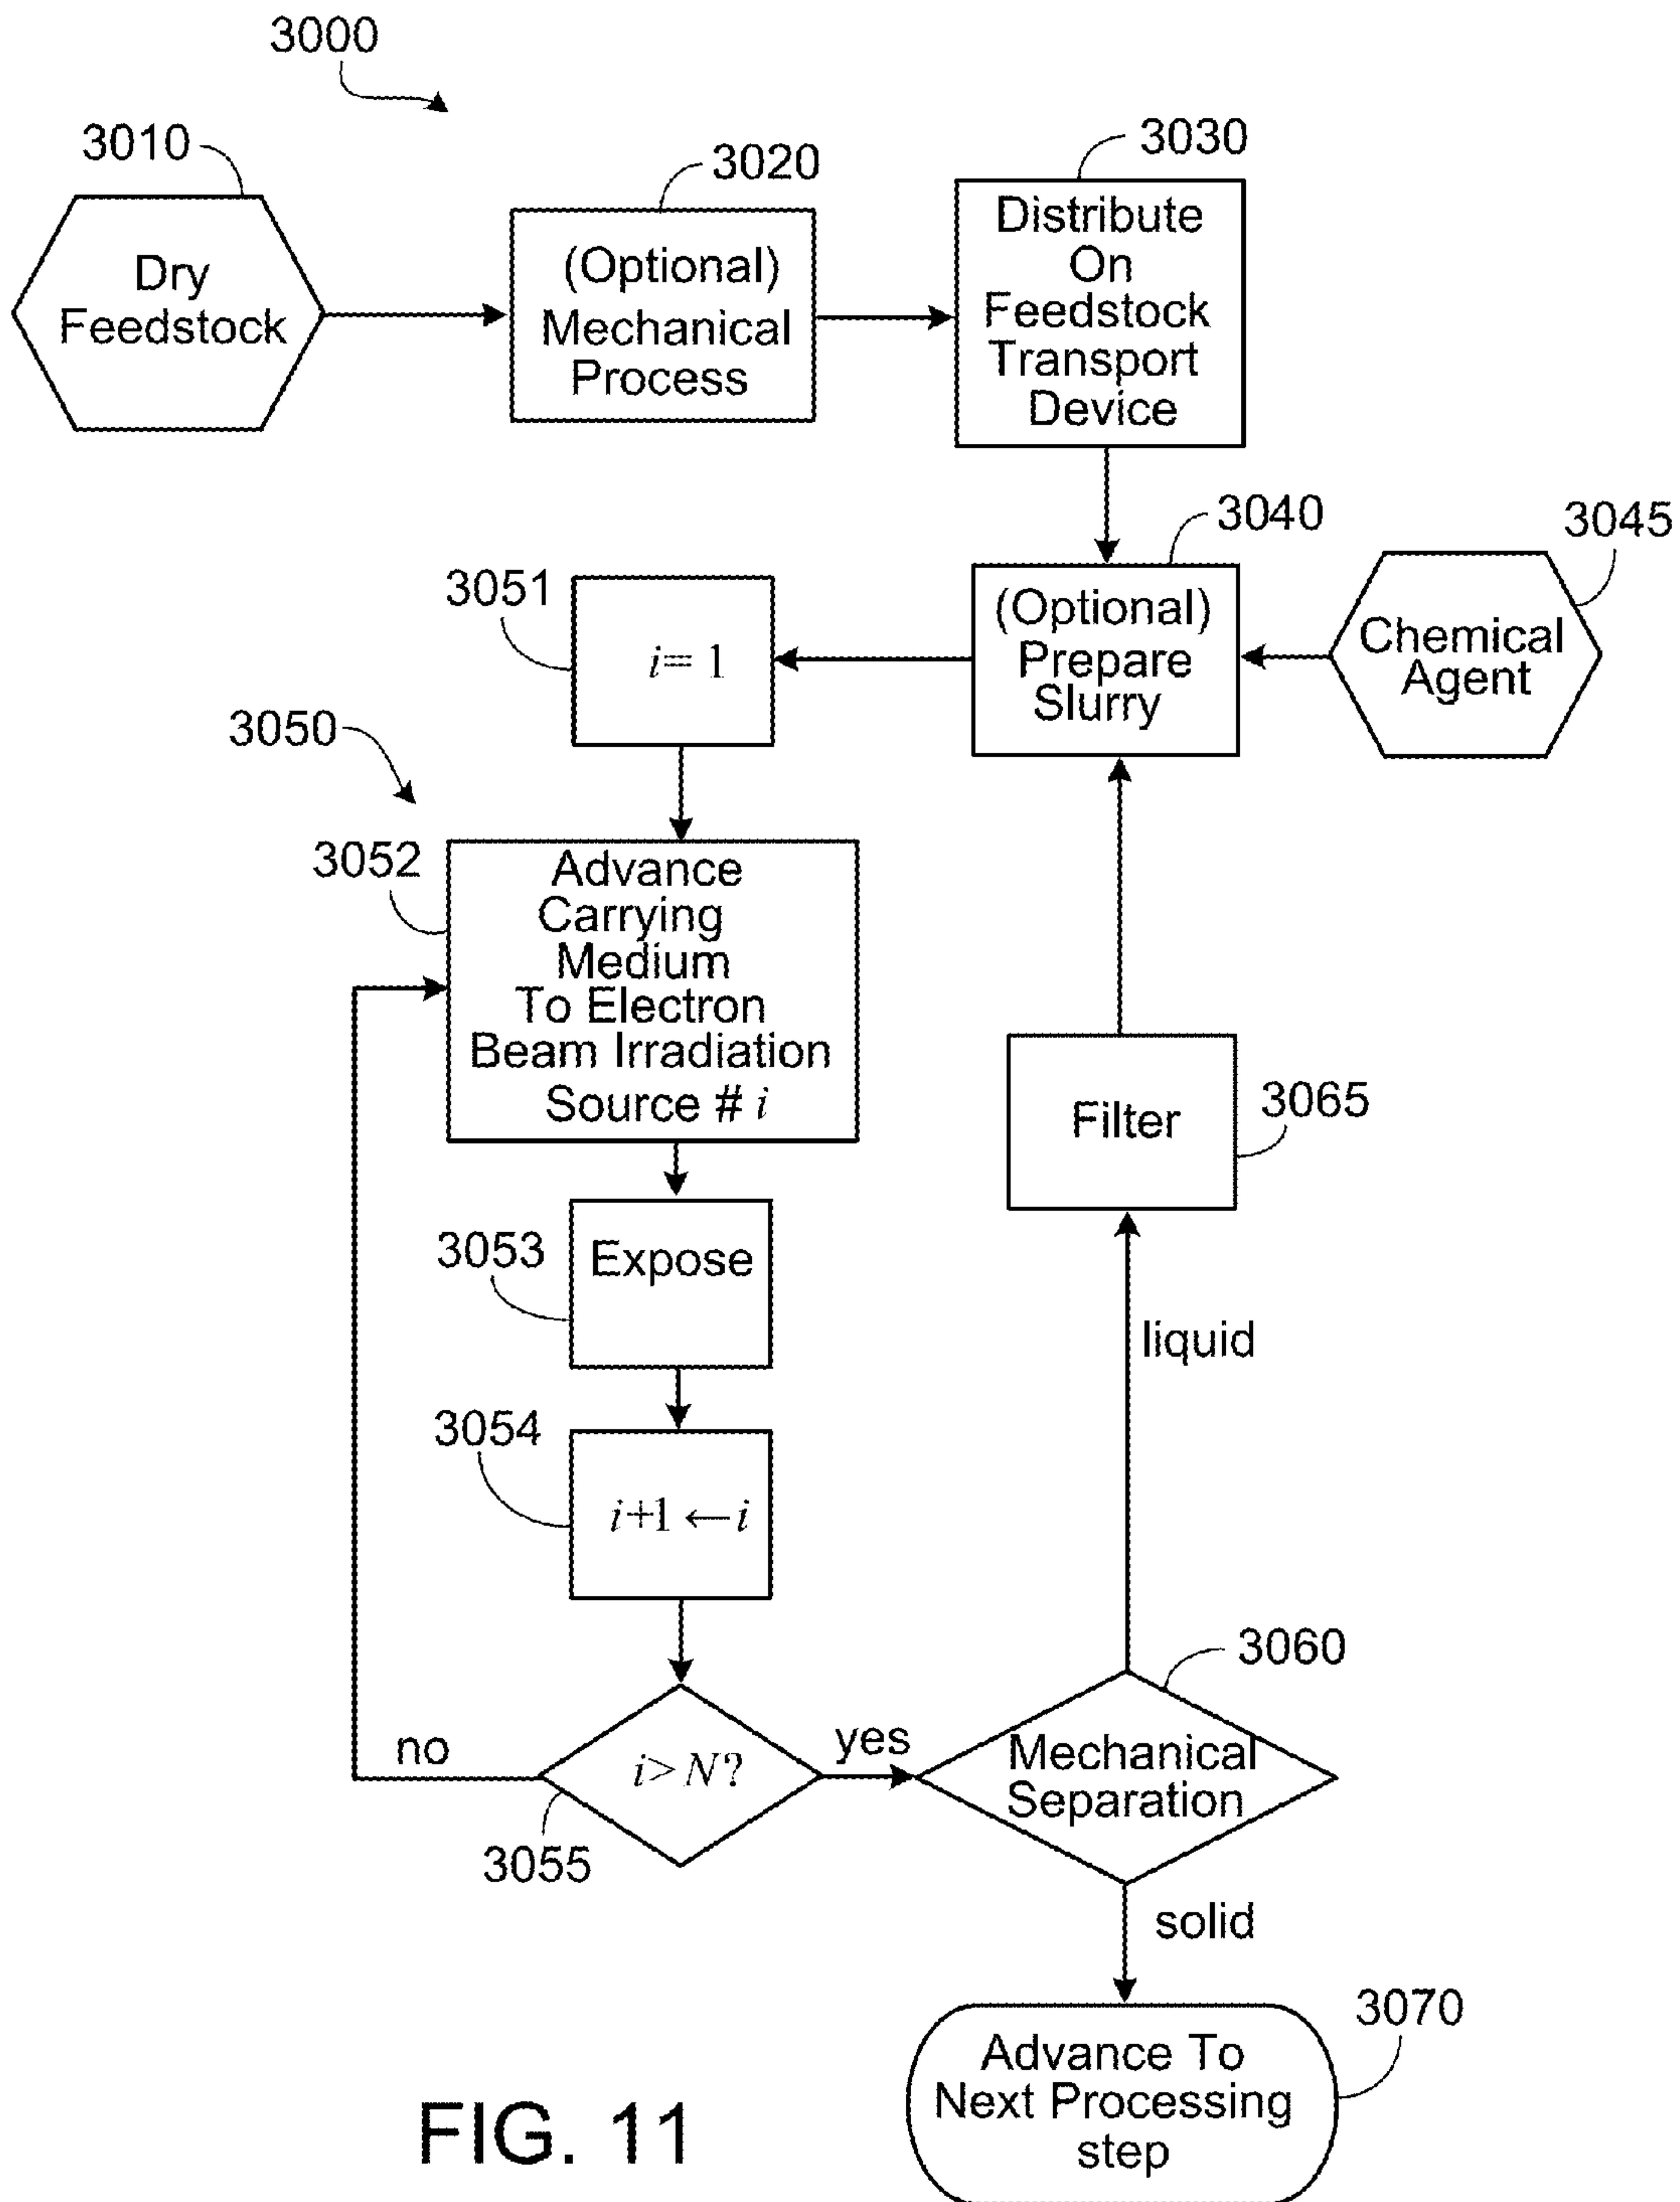 3000
3010
Dry
Feedstock
3020
(Optional)
Mechanical
Process
3030
Distribute
On
Feedstock
Transport
Device
3040
(Optional)
Prepare
Slurry
3045
Chemical
Agent
3051
i= 1
3050
3052
Advance
Carrying
Medium
To Electron
Beam Irradiation
Source # i
3053
Expose
3054
i+1 ← i
3055
i> N?
no
yes
3060
Mechanical
Separation
liquid
Filter
3065
solid
3070
Advance To
Next Processing
step
FIG. 11